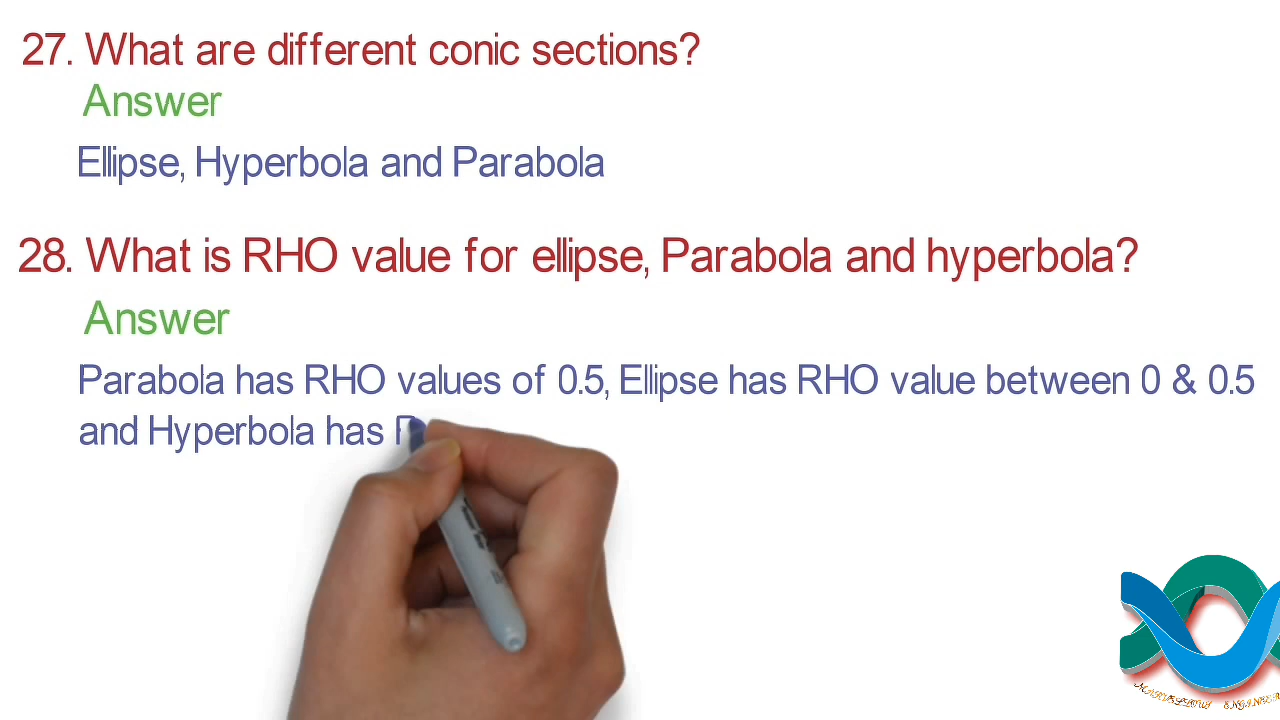 27. What are different conic sections?
Answer
Ellipse, Hyperbola and Parabola
28. What is RHO value for ellipse, Parabola and hyperbola?
Answer
Parabola has RHO values of 0.5, Ellipse has RHO value between 0 & 0.5
and Hyperbola has